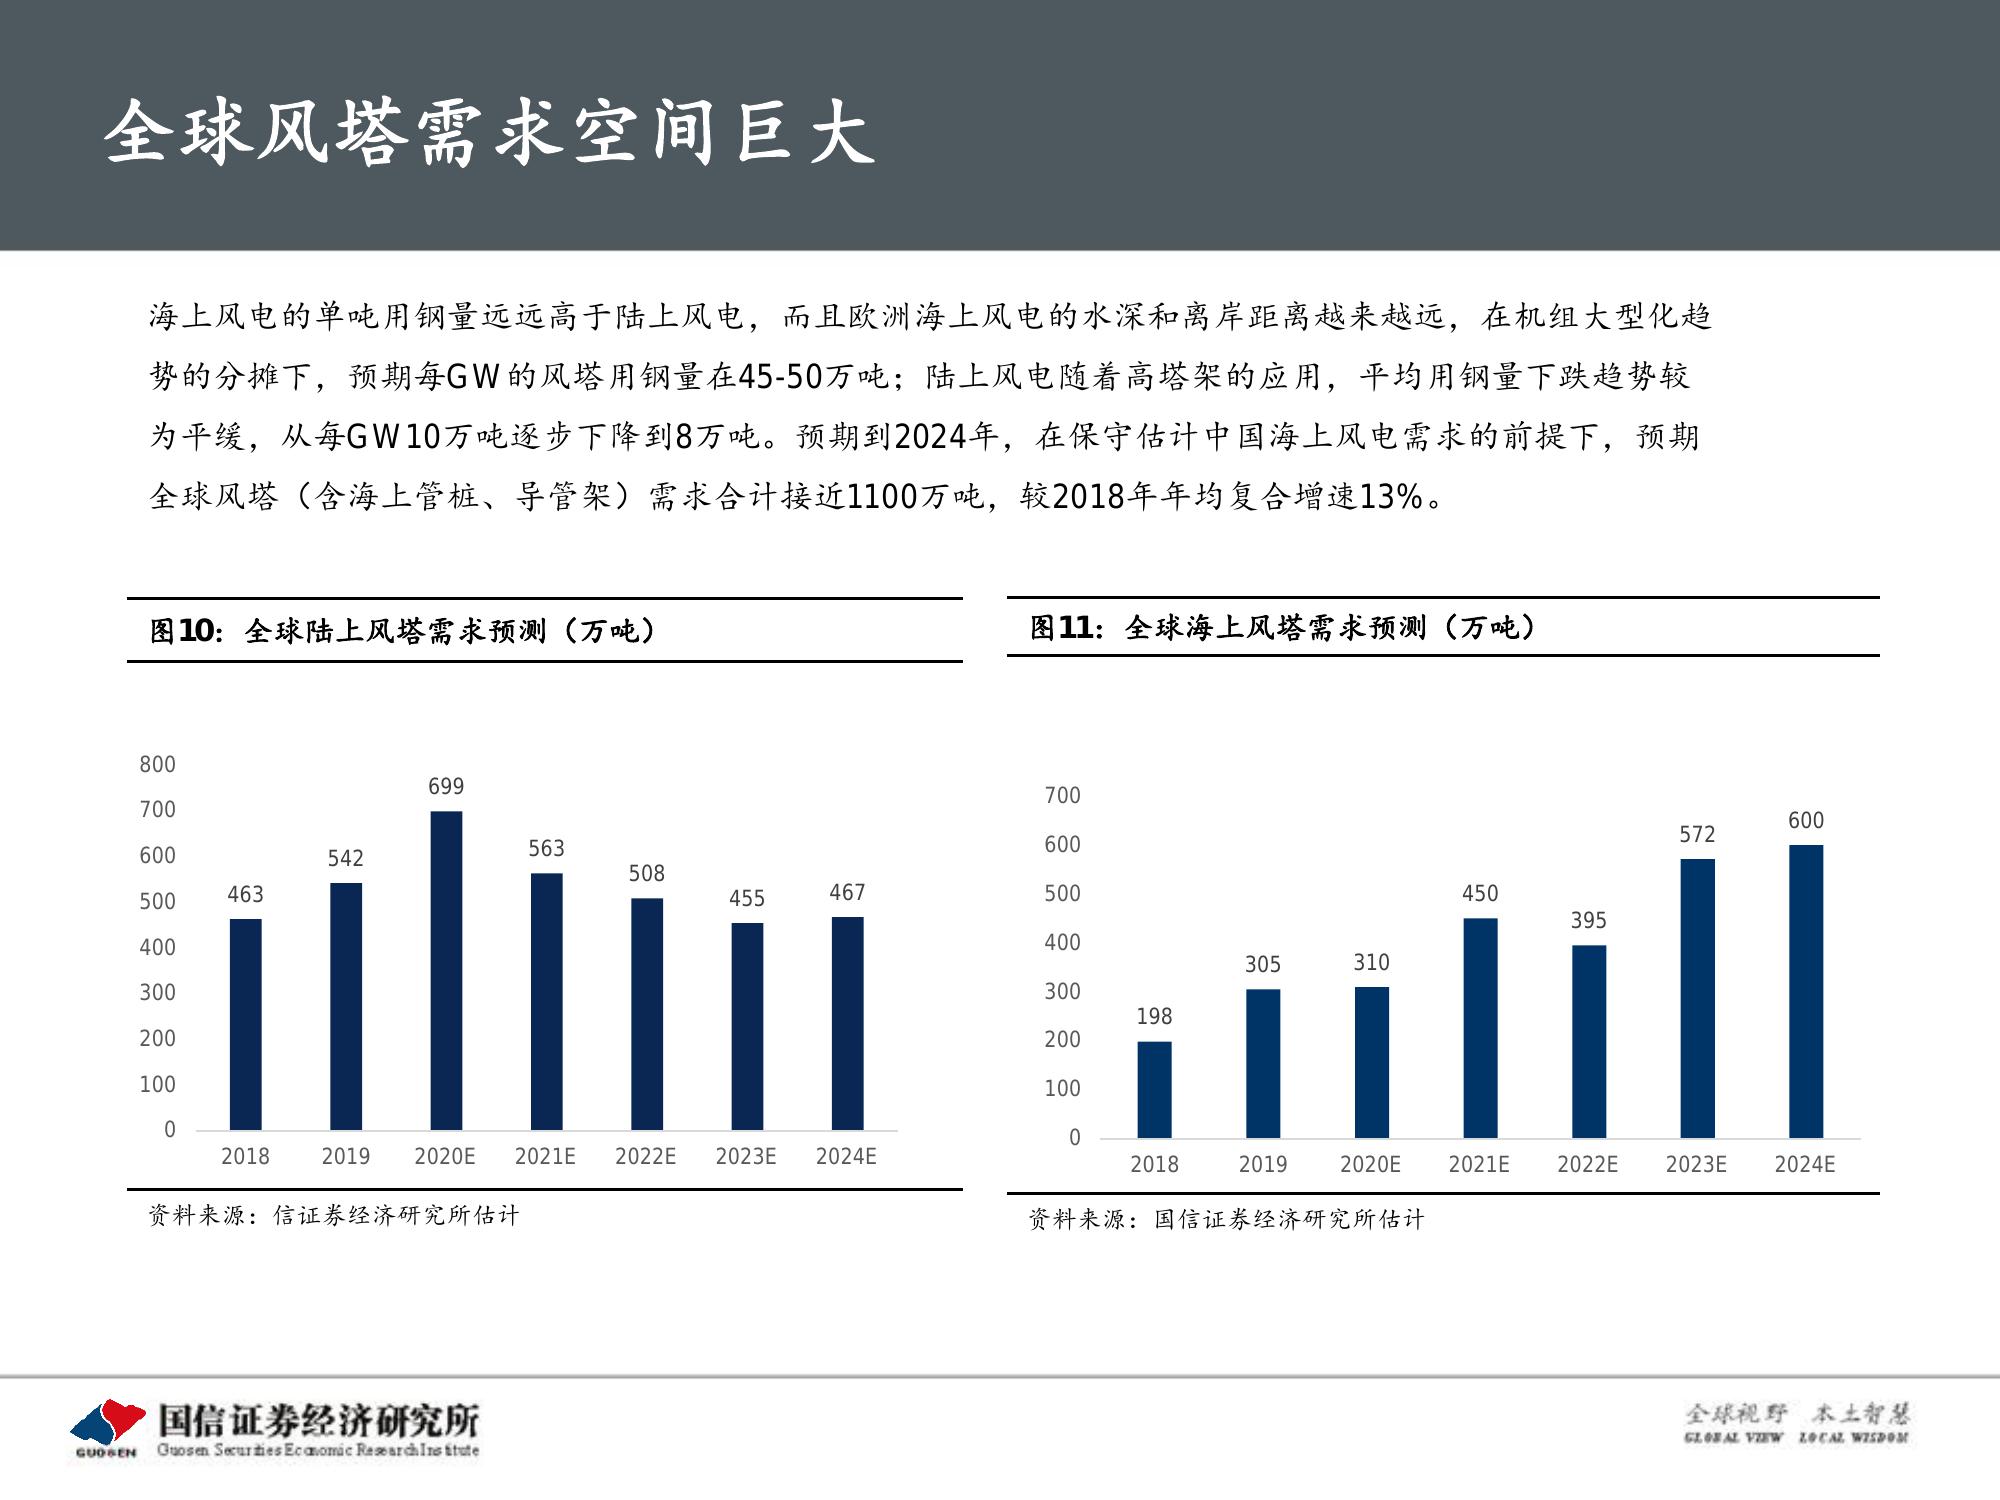 全球风塔需求空间巨大
海上风电的单吨用钢量远远高于陆上风电，而且欧洲海上风电的水深和离岸距离越来越远，在机组大型化趋
势的分摊下，预期每GW的风塔用钢量在45-50万吨；陆上风电随着高塔架的应用，平均用钢量下跌趋势较
为平缓，从每GW10万吨逐步下降到8万吨。预期到2024年，在保守估计中国海上风电需求的前提下，预期
全球风塔（含海上管桩、导管架）需求合计接近1100万吨，较2018年年均复合增速13%。
图10：全球陆上风塔需求预测（万吨）
800
700
600
500
400
300
200
100
0
463
542
699
563
508
455
467
2018
2019
2020E
2021E
2022E
2023E
2024E
资料来源：信证券经济研究所估计
图11：全球海上风塔需求预测（万吨）
700
600
500
400
300
200
100
0
198
305
310
450
395
572
600
2018
2019
2020E
2021E
2022E
2023E
2024E
资料来源：国信证券经济研究所估计
GUOSEN
国信证券经济研究所
Guosen Securities Economic Research Institute
全球视野 本土智慧
GLOBAL VIEW LOCAL WISDOM